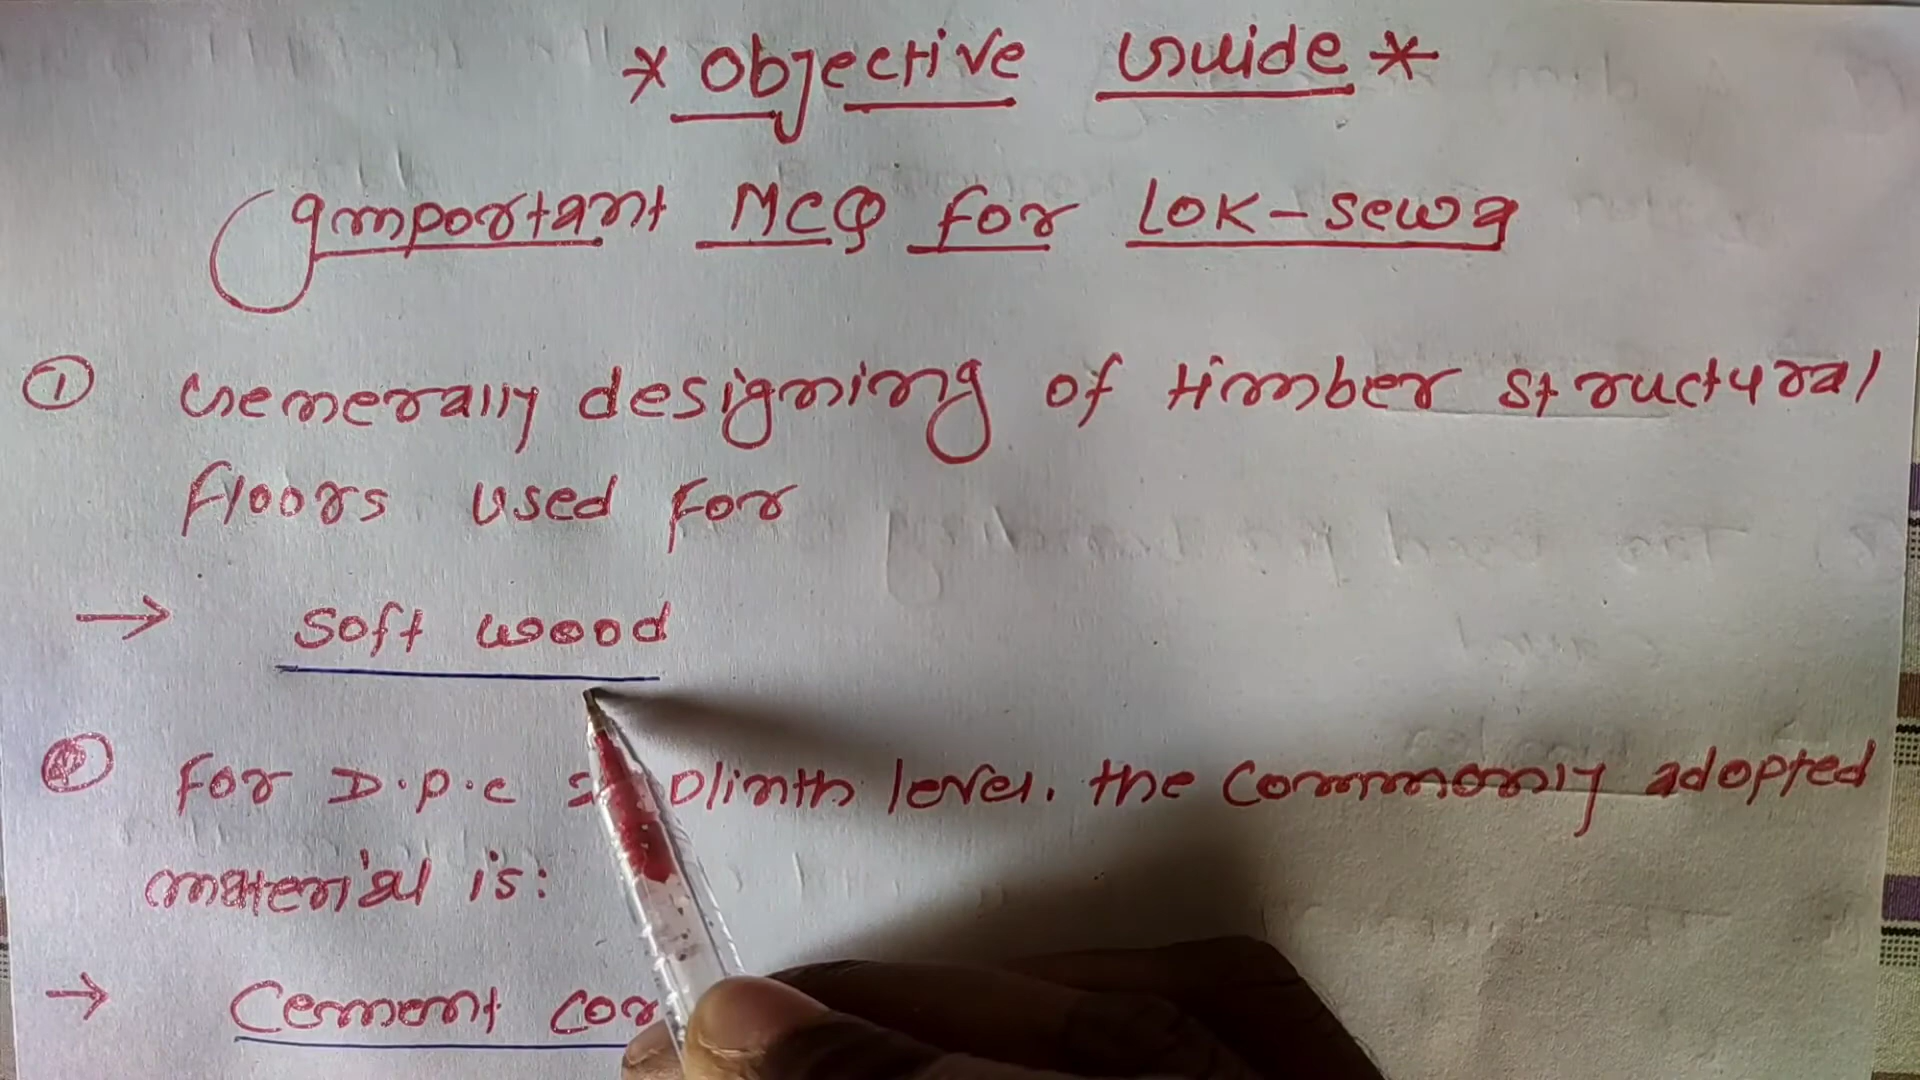 * Objective Guide *
Important MCQ for LOK-Sewa
① Generally designing of timber structural
floors used for
→ Soft wood
② For D.P.C plinth level. the commonly adopted
material is:
→ Cement